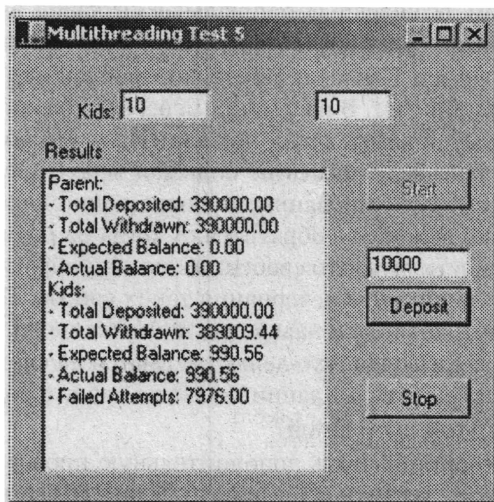 Multithreading Test 5
Kids: 10 10
Results
Parent:
- Total Deposited: 390000.00
- Total Withdrawn: 390000.00
- Expected Balance: 0.00
- Actual Balance: 0.00
Kids:
- Total Deposited: 390000.00
- Total Withdrawn: 389009.44
- Expected Balance: 990.56
- Actual Balance: 990.56
- Failed Attempts: 7976.00
Start
10000
Deposit
Stop